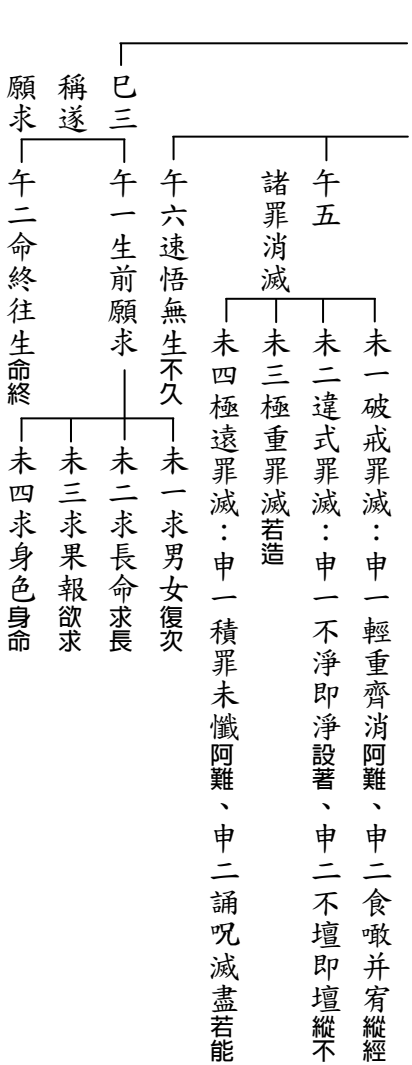 午五
諸罪消滅
未一破戒罪滅：申一輕重齊消阿難、申二食噉并宥縱經
未二違式罪滅：申一不淨即淨設著、申二不壇即壇縱不
未三極重罪滅若造
未四極遠罪滅：申一積罪未懺阿難、申二誦呪滅盡若能
午六速悟無生不久
巳三
稱遂
願求
午一生前願求
未一求男女復次
未二求長命求長
未三求果報欲求
未四求身色身命
午二命終往生命終